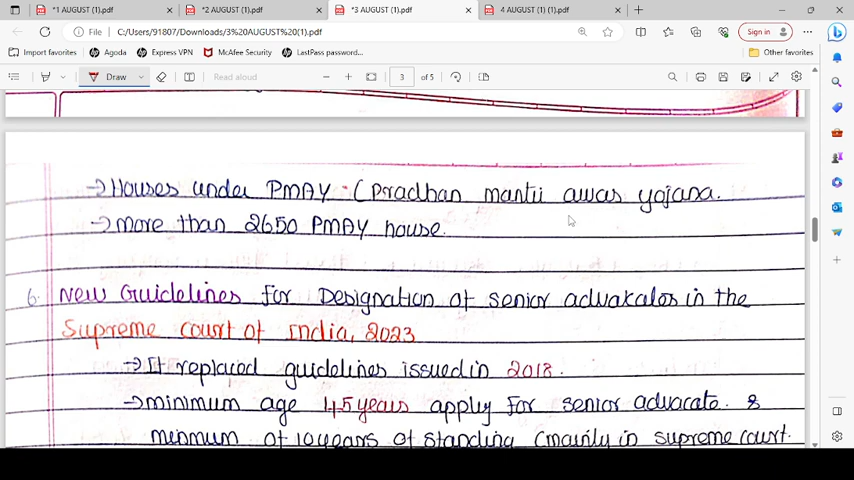 *1 AUGUST (1).pdf
*2 AUGUST (1).pdf
*3 AUGUST (1).pdf
4 AUGUST (1).pdf
File
C:/Users/91807/Downloads/3%20AUGUST%20(1).pdf
Sign in
Import favorites
Agoda
Express VPN
McAfee Security
LastPass password...
Other favorites
Draw
Read aloud
3
of 5
→ Houses under PMAY - (Pradhan mantii awas yojana.
→ more than 2650 PMAY house.
6. New Guidelines for Designation of senior advakates in the
Supreme court of India, 2023
→ It replaced guidelines issued in 2018.
→ minimum age 45 years apply for senior advacate &
minmum of 10 years of standing (mainly in supreme court.